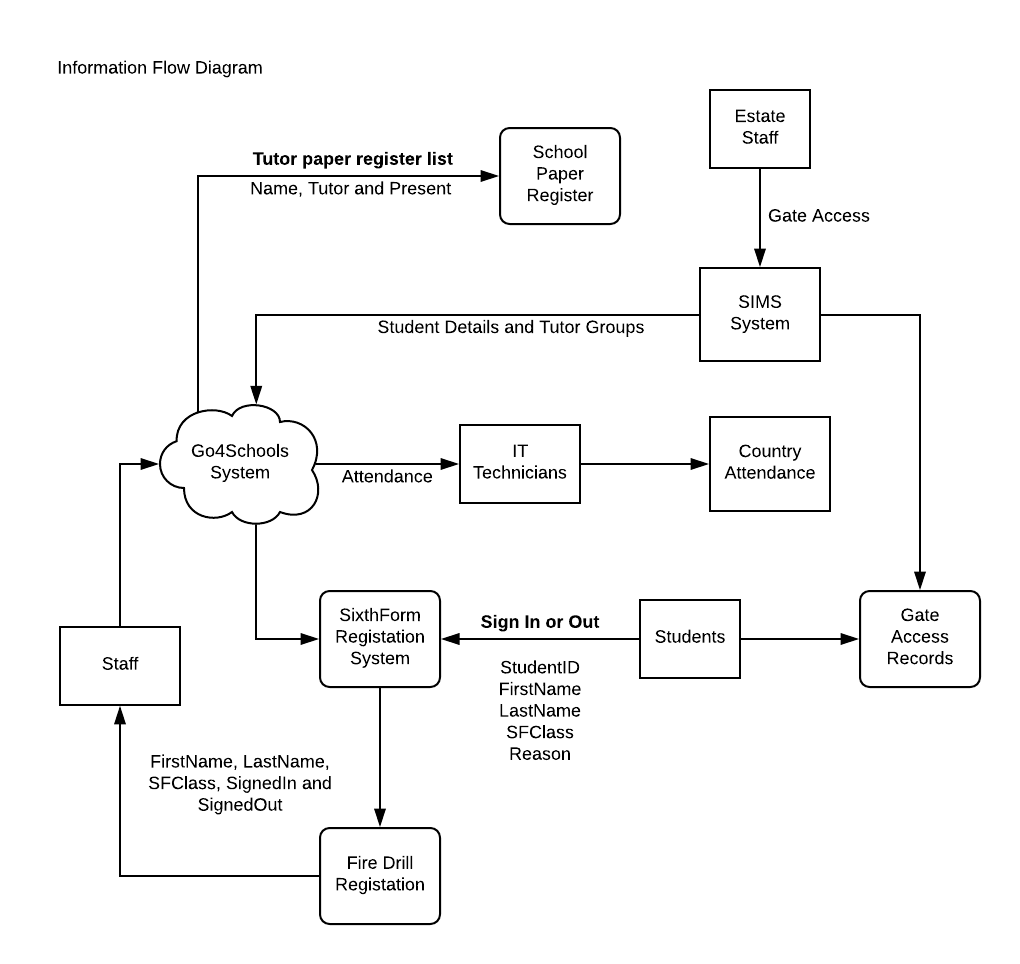 Information Flow Diagram
Estate
Staff
Tutor paper register list
Name, Tutor and Present
School
Paper
Register
Gate Access
SIMS
System
Student Details and Tutor Groups
Go4Schools
System
Attendance
IT
Technicians
Country
Attendance
Staff
SixthForm
Registation
System
Sign In or Out
StudentID
FirstName
LastName
SFClass
Reason
Students
Gate
Access
Records
FirstName, LastName,
SFClass, SignedIn and
SignedOut
Fire Drill
Registation